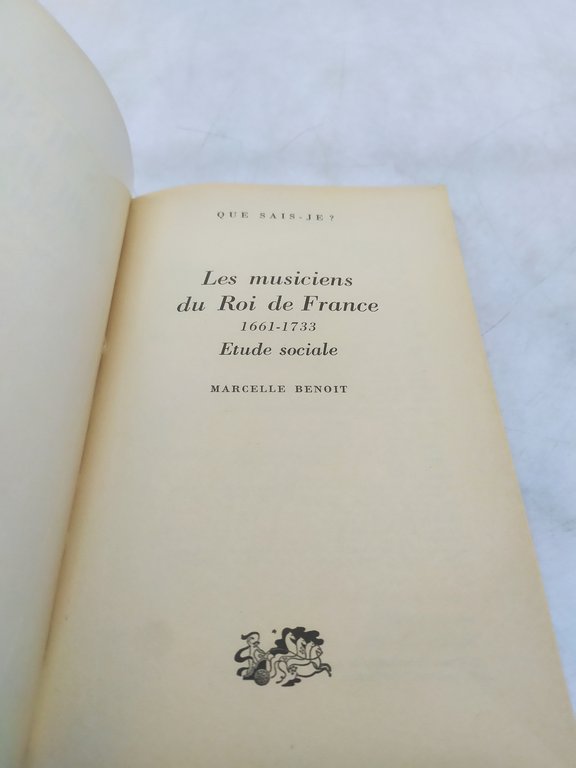 QUE SAIS-JE?
Les musiciens
du Roi de France
1661-1733
Etude sociale
MARCELLE BENOIT